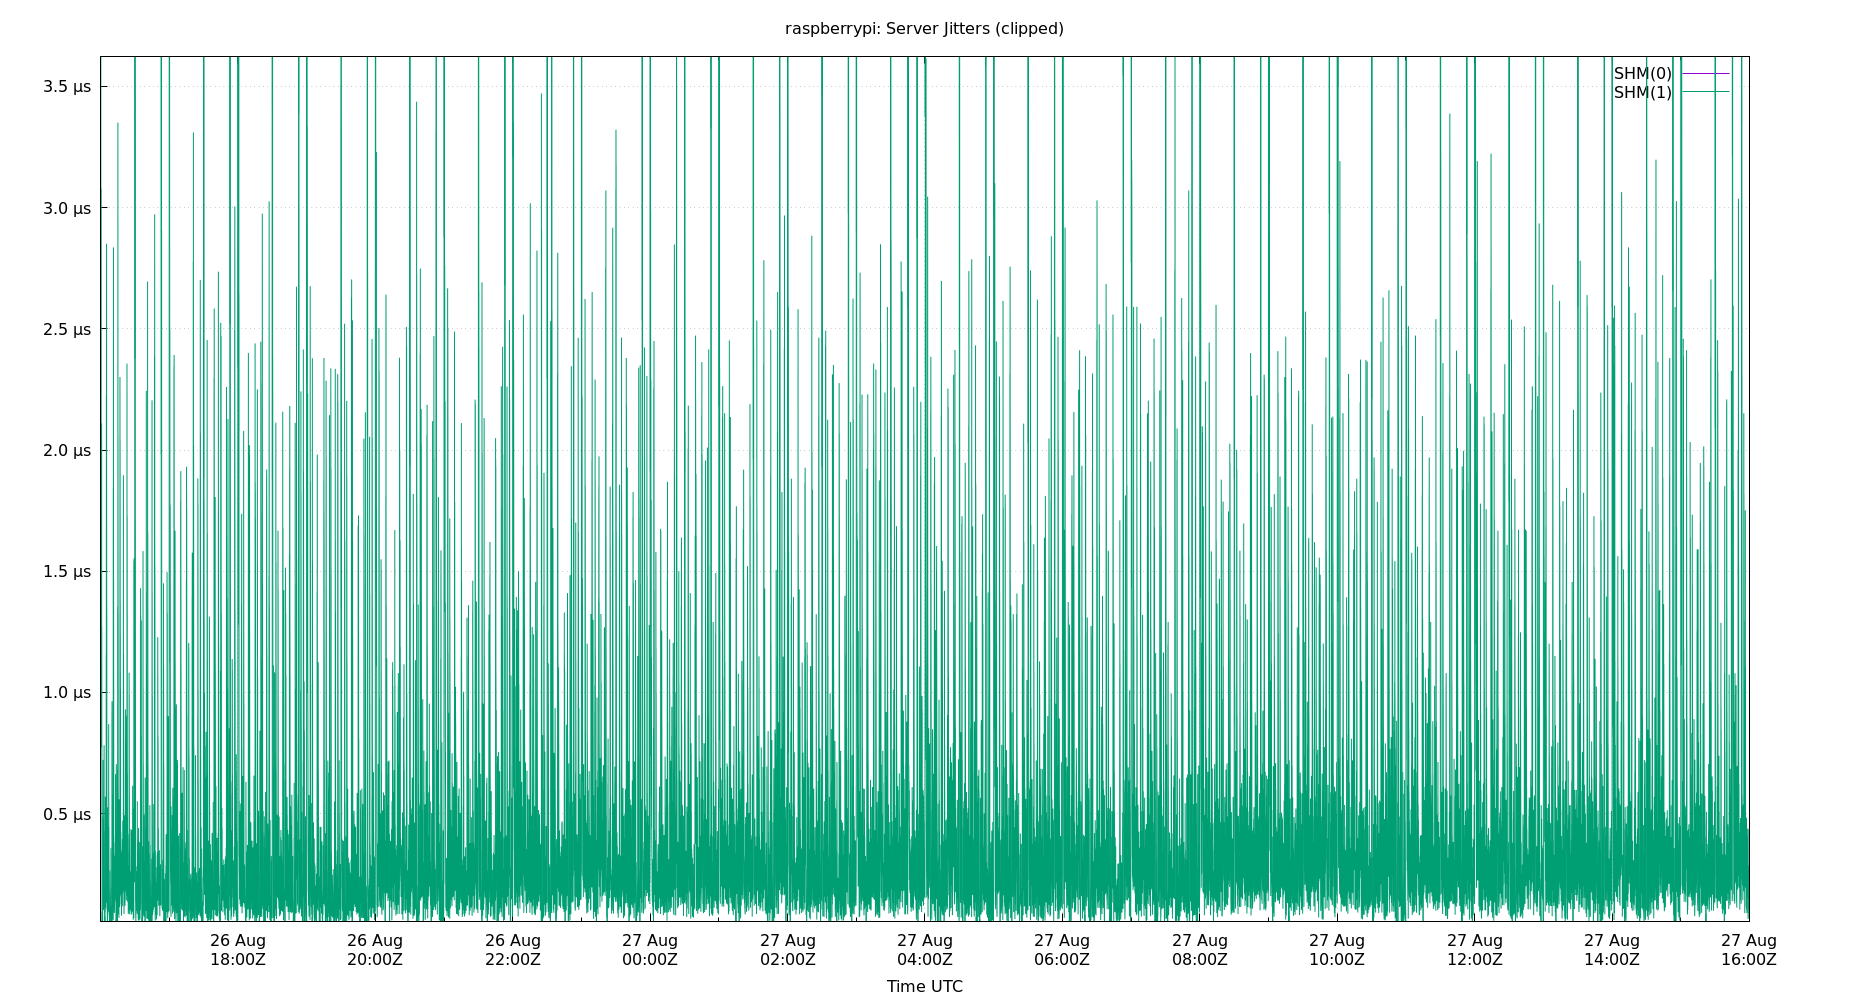 raspberrypi: Server Jitters (clipped)
SHM(0)
SHM(1)
3.5 µs
3.0 µs
2.5 µs
2.0 µs
1.5 µs
1.0 µs
0.5 µs
26 Aug 26 Aug 26 Aug 27 Aug 27 Aug 27 Aug 27 Aug 27 Aug 27 Aug 27 Aug 27 Aug 27 Aug
18:00Z 20:00Z 22:00Z 00:00Z 02:00Z 04:00Z 06:00Z 08:00Z 10:00Z 12:00Z 14:00Z 16:00Z
Time UTC